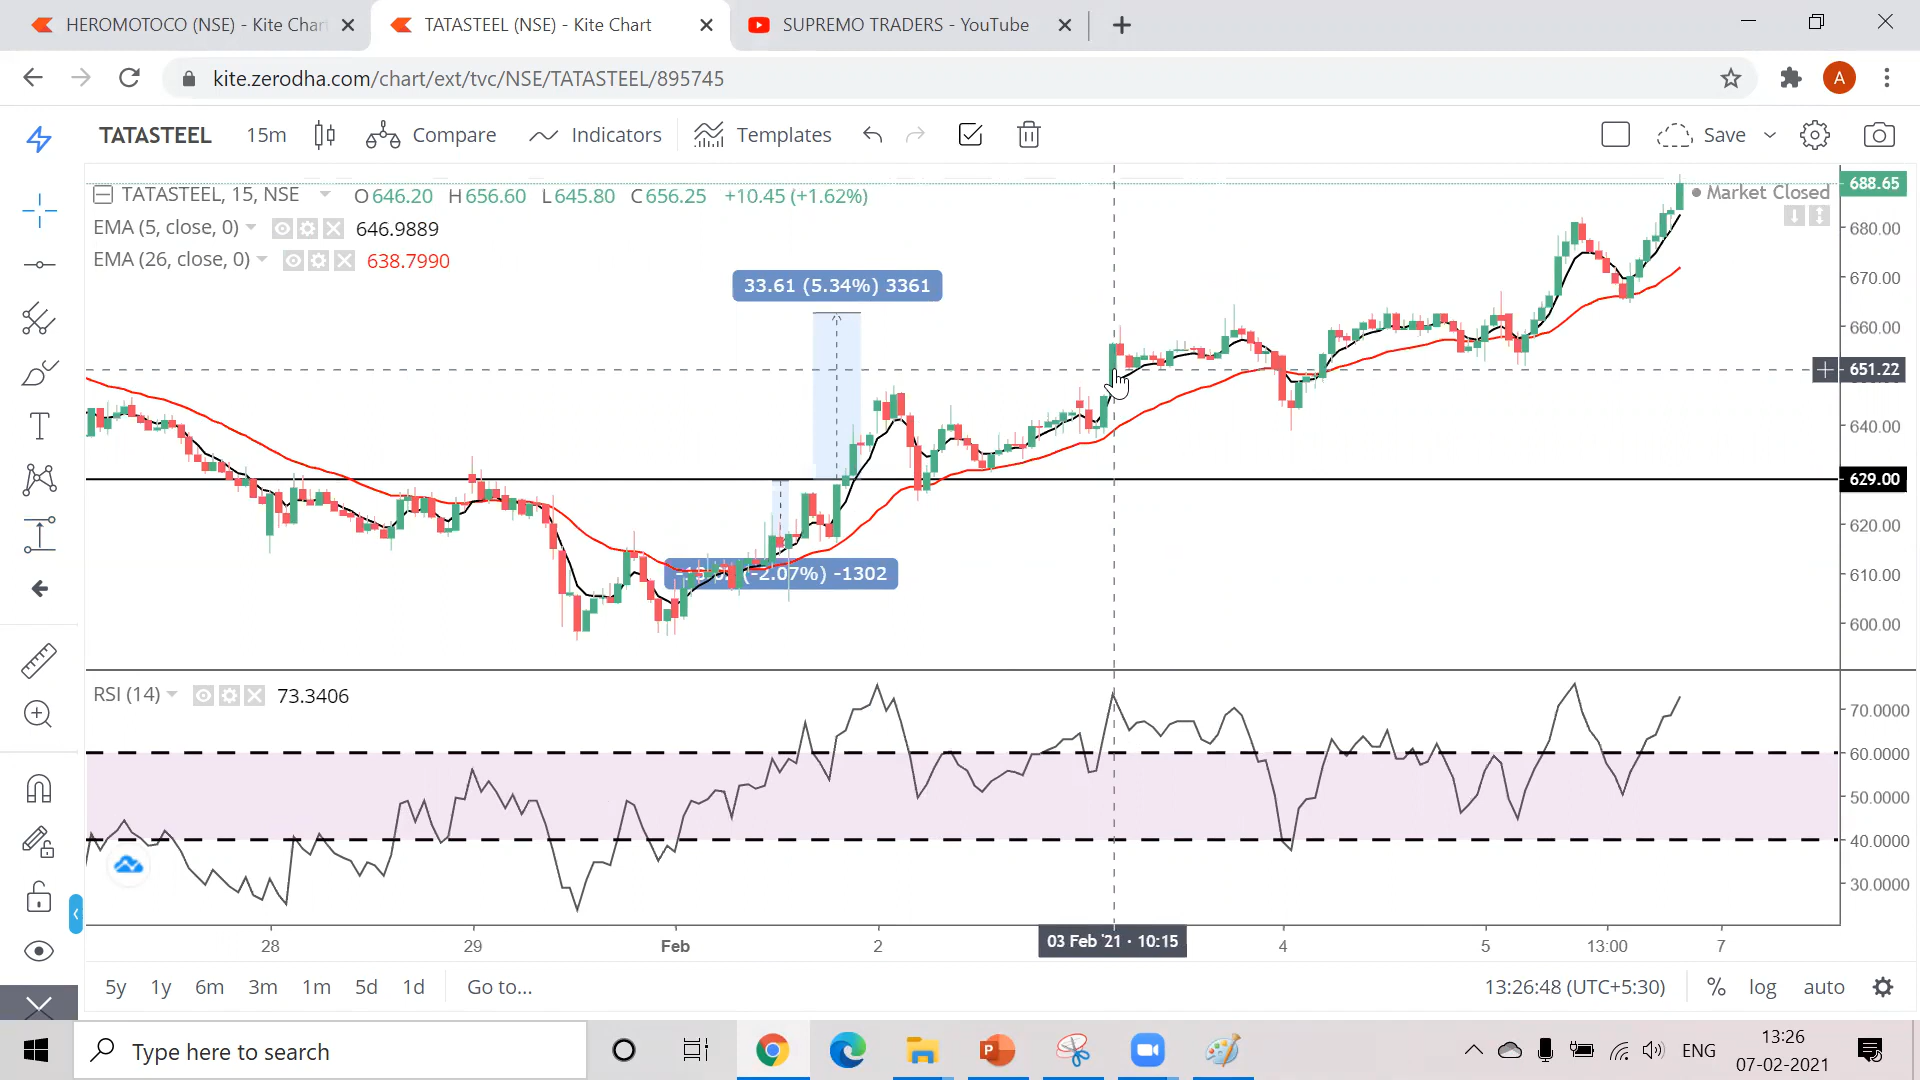 HEROMOTOCO (NSE) - Kite Char
TATASTEEL (NSE) - Kite Chart
SUPREMO TRADERS - YouTube
kite.zerodha.com/chart/ext/tvc/NSE/TATASTEEL/895745
A
TATASTEEL
15m
Compare
Indicators
Templates
Save
TATASTEEL, 15, NSE
O 646.20 H 656.60 L 645.80 C 656.25 +10.45 (+1.62%)
Market Closed
688.65
EMA (5, close, 0) 646.9889
680.00
EMA (26, close, 0) 638.7990
670.00
33.61 (5.34%) 3361
660.00
651.22
640.00
629.00
620.00
(-2.07%) -1302
610.00
600.00
RSI (14) 73.3406
70.0000
60.0000
50.0000
40.0000
30.0000
28 29 Feb 2 03 Feb '21 · 10:15 4 5 13:00 7
5y 1y 6m 3m 1m 5d 1d Go to...
13:26:48 (UTC+5:30) % log auto
Type here to search
ENG
13:26
07-02-2021